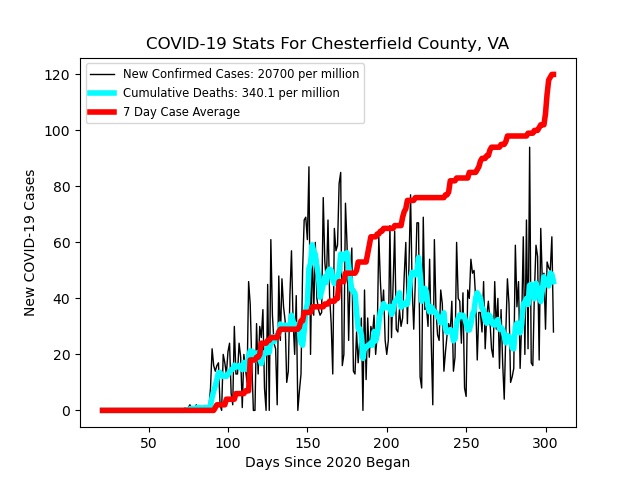 COVID-19 Stats For Chesterfield County, VA
New Confirmed Cases: 20700 per million
Cumulative Deaths: 340.1 per million
7 Day Case Average
120
100
80
60
40
20
0
New COVID-19 Cases
50 100 150 200 250 300
Days Since 2020 Began